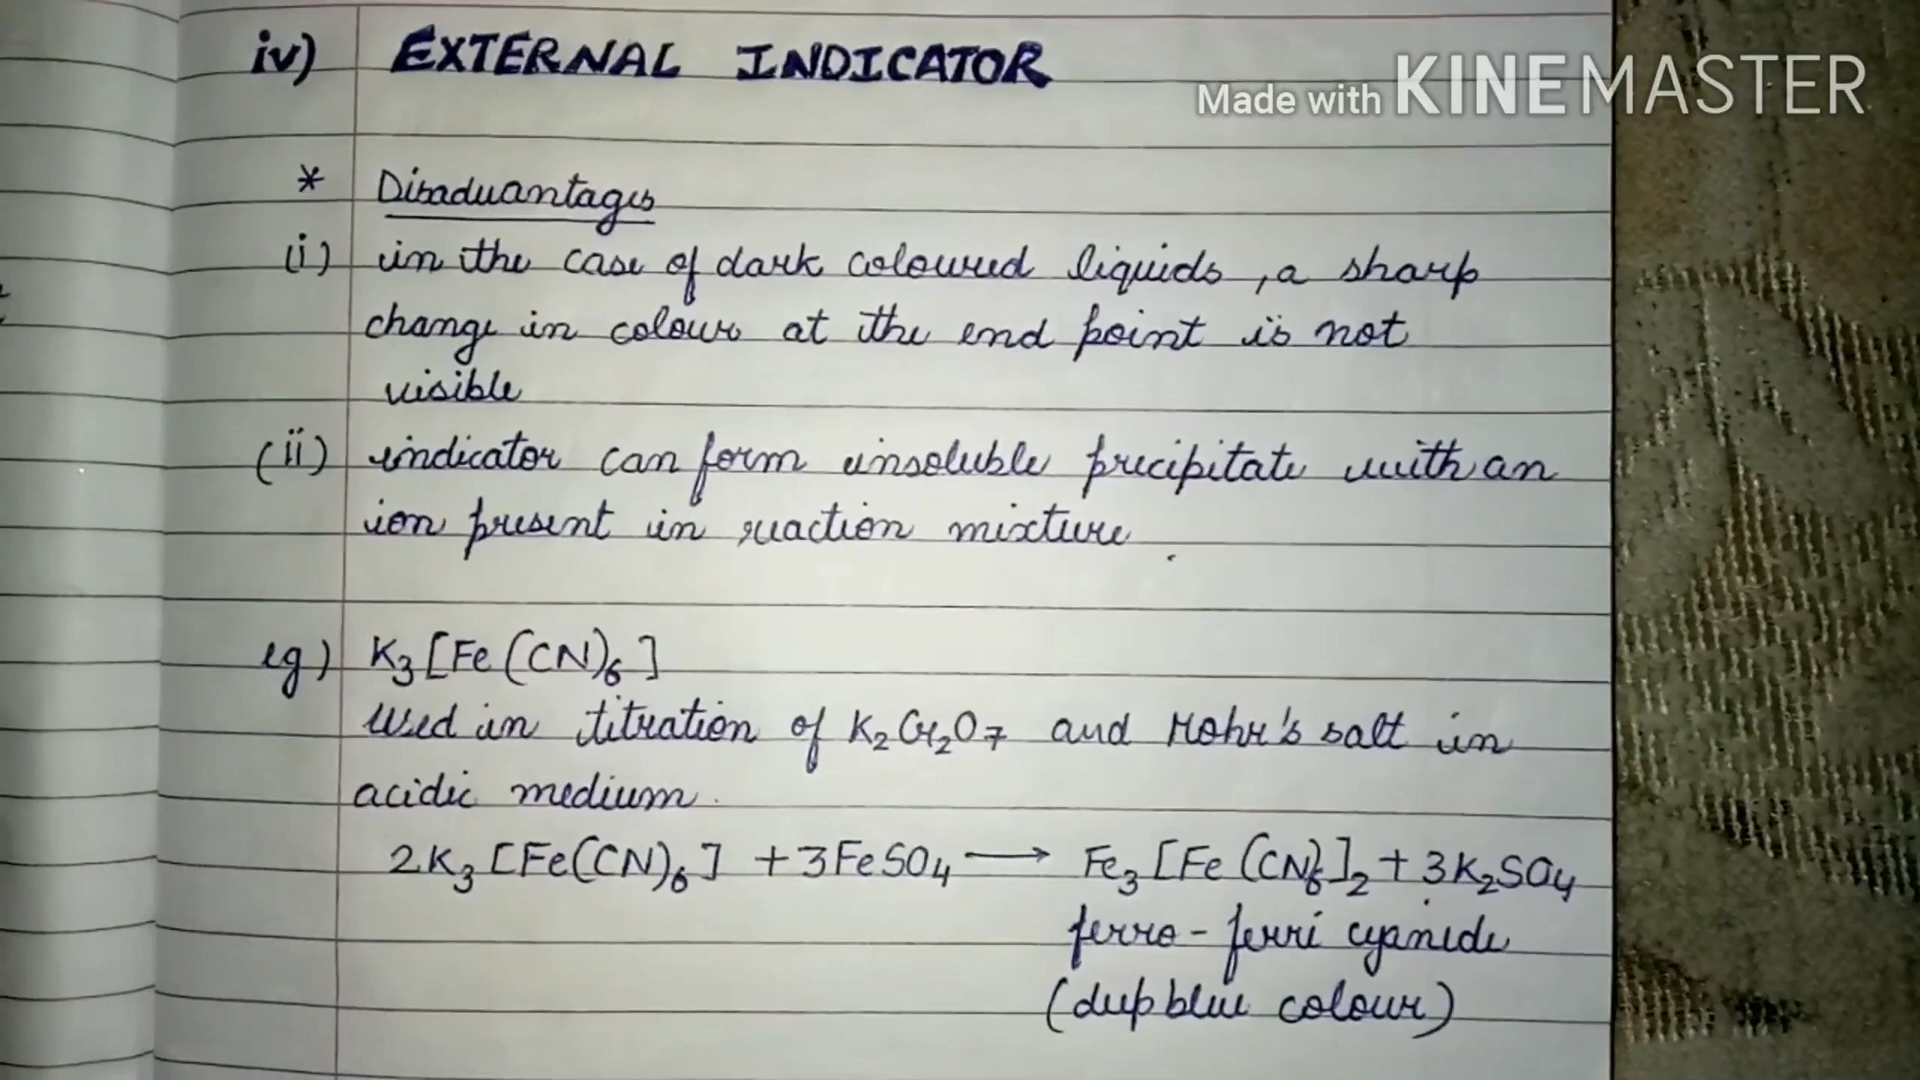 iv) EXTERNAL INDICATOR
Made with KINEMASTER
* Disadvantages
(i) in the case of dark coloured liquids, a sharp
change in colour at the end point is not
visible
(ii) indicator can form insoluble precipitate with an
ion present in reaction mixture.
eg) K₃[Fe(CN)₆]
Used in titration of K₂Cr₂O₇ and Mohr's salt in
acidic medium.
2K₃[Fe(CN)₆] + 3FeSO₄ ⟶ Fe₃[Fe(CN)₆]₂ + 3K₂SO₄
ferro-ferri cyanide
(deep blue colour)